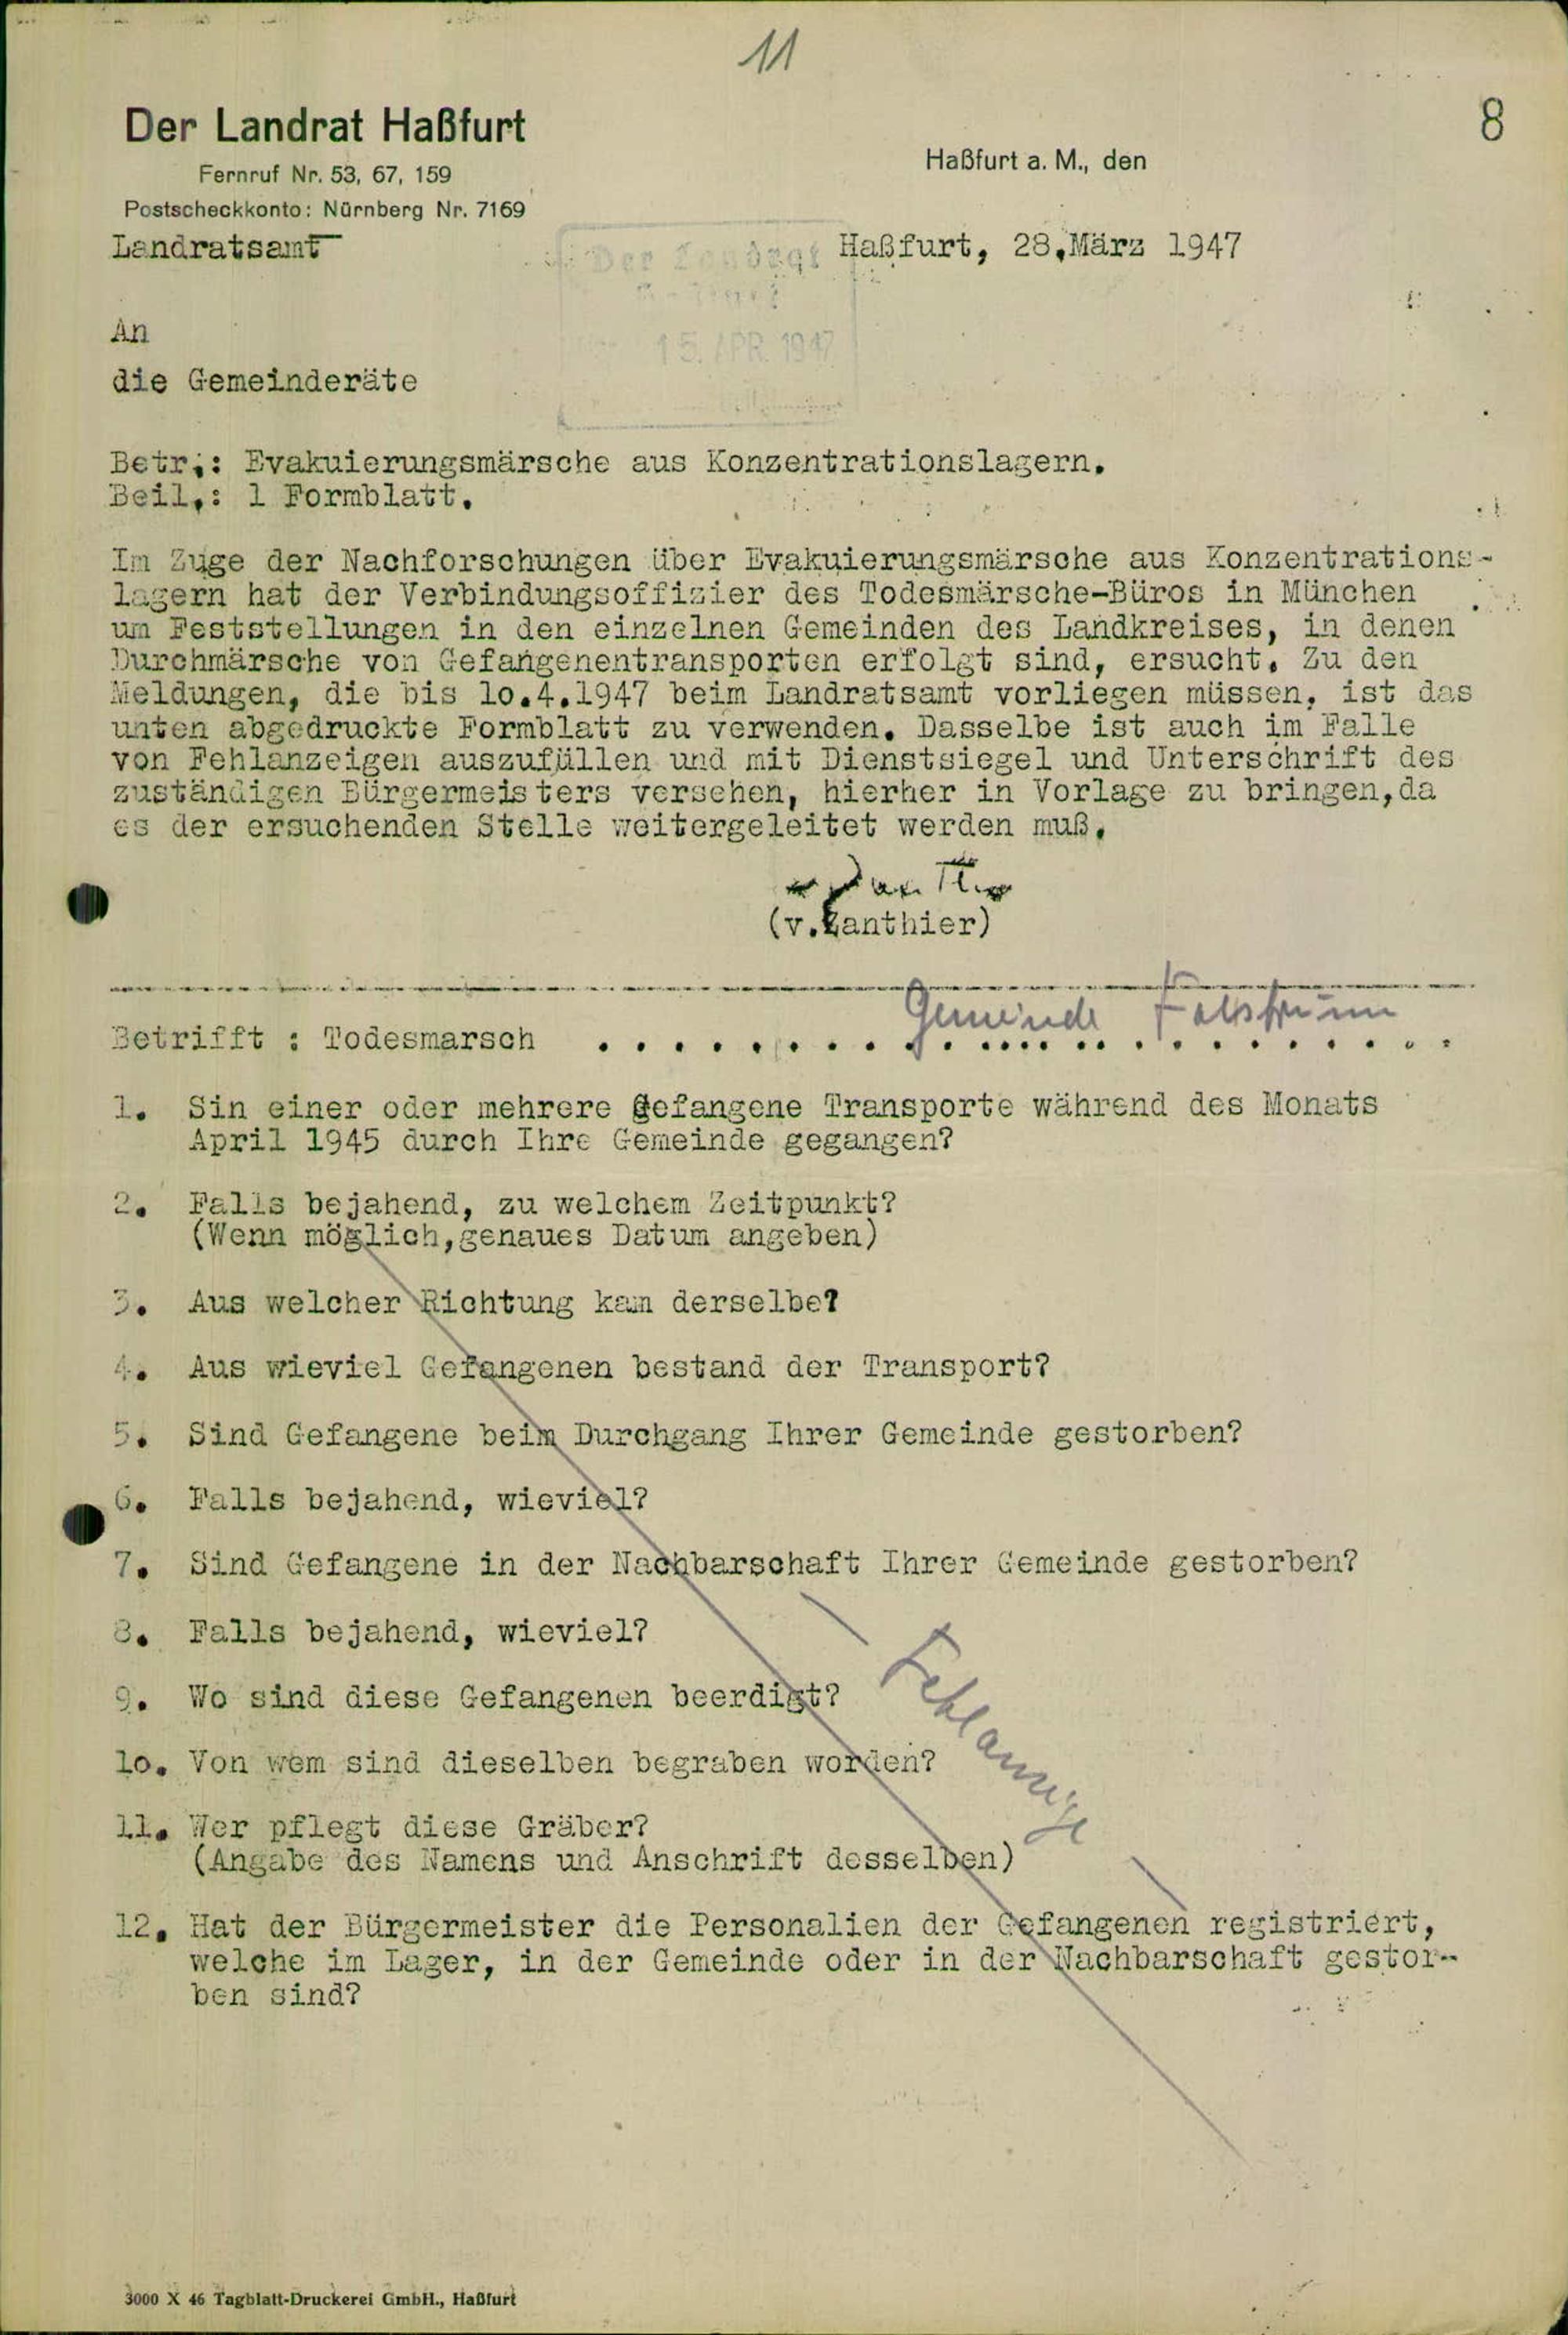 11
8
Der Landrat Haßfurt
Fernruf Nr. 53, 67, 159
Postscheckkonto: Nürnberg Nr. 7169
Haßfurt a. M., den
Landratsamt
Haßfurt, 28.März 1947
Der Landrat
15. APR. 1947
An
die Gemeinderäte
Betr.: Evakuierungsmärsche aus Konzentrationslagern.
Beil.: 1 Formblatt.
Im Zuge der Nachforschungen über Evakuierungsmärsche aus Konzentrations-
lagern hat der Verbindungsoffizier des Todesmärsche-Büros in München
um Feststellungen in den einzelnen Gemeinden des Landkreises, in denen
Durchmärsche von Gefangenentransporten erfolgt sind, ersucht. Zu den
Meldungen, die bis 1o.4.1947 beim Landratsamt vorliegen müssen, ist das
unten abgedruckte Formblatt zu verwenden. Dasselbe ist auch im Falle
von Fehlanzeigen auszufüllen und mit Dienstsiegel und Unterschrift des
zuständigen Bürgermeisters versehen, hierher in Vorlage zu bringen,da
es der ersuchenden Stelle weitergeleitet werden muß.
(v.Zanthier)
Gemeinde
Betrifft : Todesmarsch . . . . . . . . . . . . . . . . . . . . . . . .
1. Sin einer oder mehrere Gefangene Transporte während des Monats
April 1945 durch Ihre Gemeinde gegangen?
2. Falls bejahend, zu welchem Zeitpunkt?
(Wenn möglich,genaues Datum angeben)
3. Aus welcher Richtung kam derselbe?
4. Aus wieviel Gefangenen bestand der Transport?
5. Sind Gefangene beim Durchgang Ihrer Gemeinde gestorben?
6. Falls bejahend, wieviel?
7. Sind Gefangene in der Nachbarschaft Ihrer Gemeinde gestorben?
8. Falls bejahend, wieviel?
9. Wo sind diese Gefangenen beerdigt?
1o. Von wem sind dieselben begraben worden?
11. Wer pflegt diese Gräber?
(Angabe des Namens und Anschrift desselben)
— Fehlanzeige —
12. Hat der Bürgermeister die Personalien der Gefangenen registriert,
welche im Lager, in der Gemeinde oder in der Nachbarschaft gestor-
ben sind?
3000 X 46 Tagblatt-Druckerei GmbH., Haßfurt